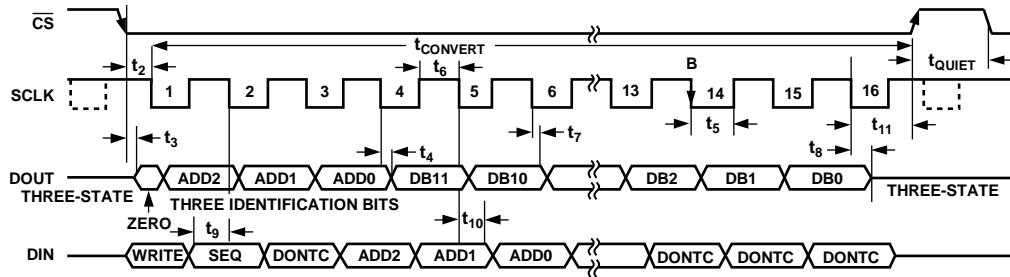 CS
tCONVERT
t2 t6 B tQUIET
SCLK 1 2 3 4 5 6 13 14 15 16
t3 t4 t7 t5 t8 t11
DOUT ADD2 ADD1 ADD0 DB11 DB10 DB2 DB1 DB0
THREE-STATE THREE IDENTIFICATION BITS THREE-STATE
ZERO t9 t10
DIN WRITE SEQ DONTC ADD2 ADD1 ADD0 DONTC DONTC DONTC